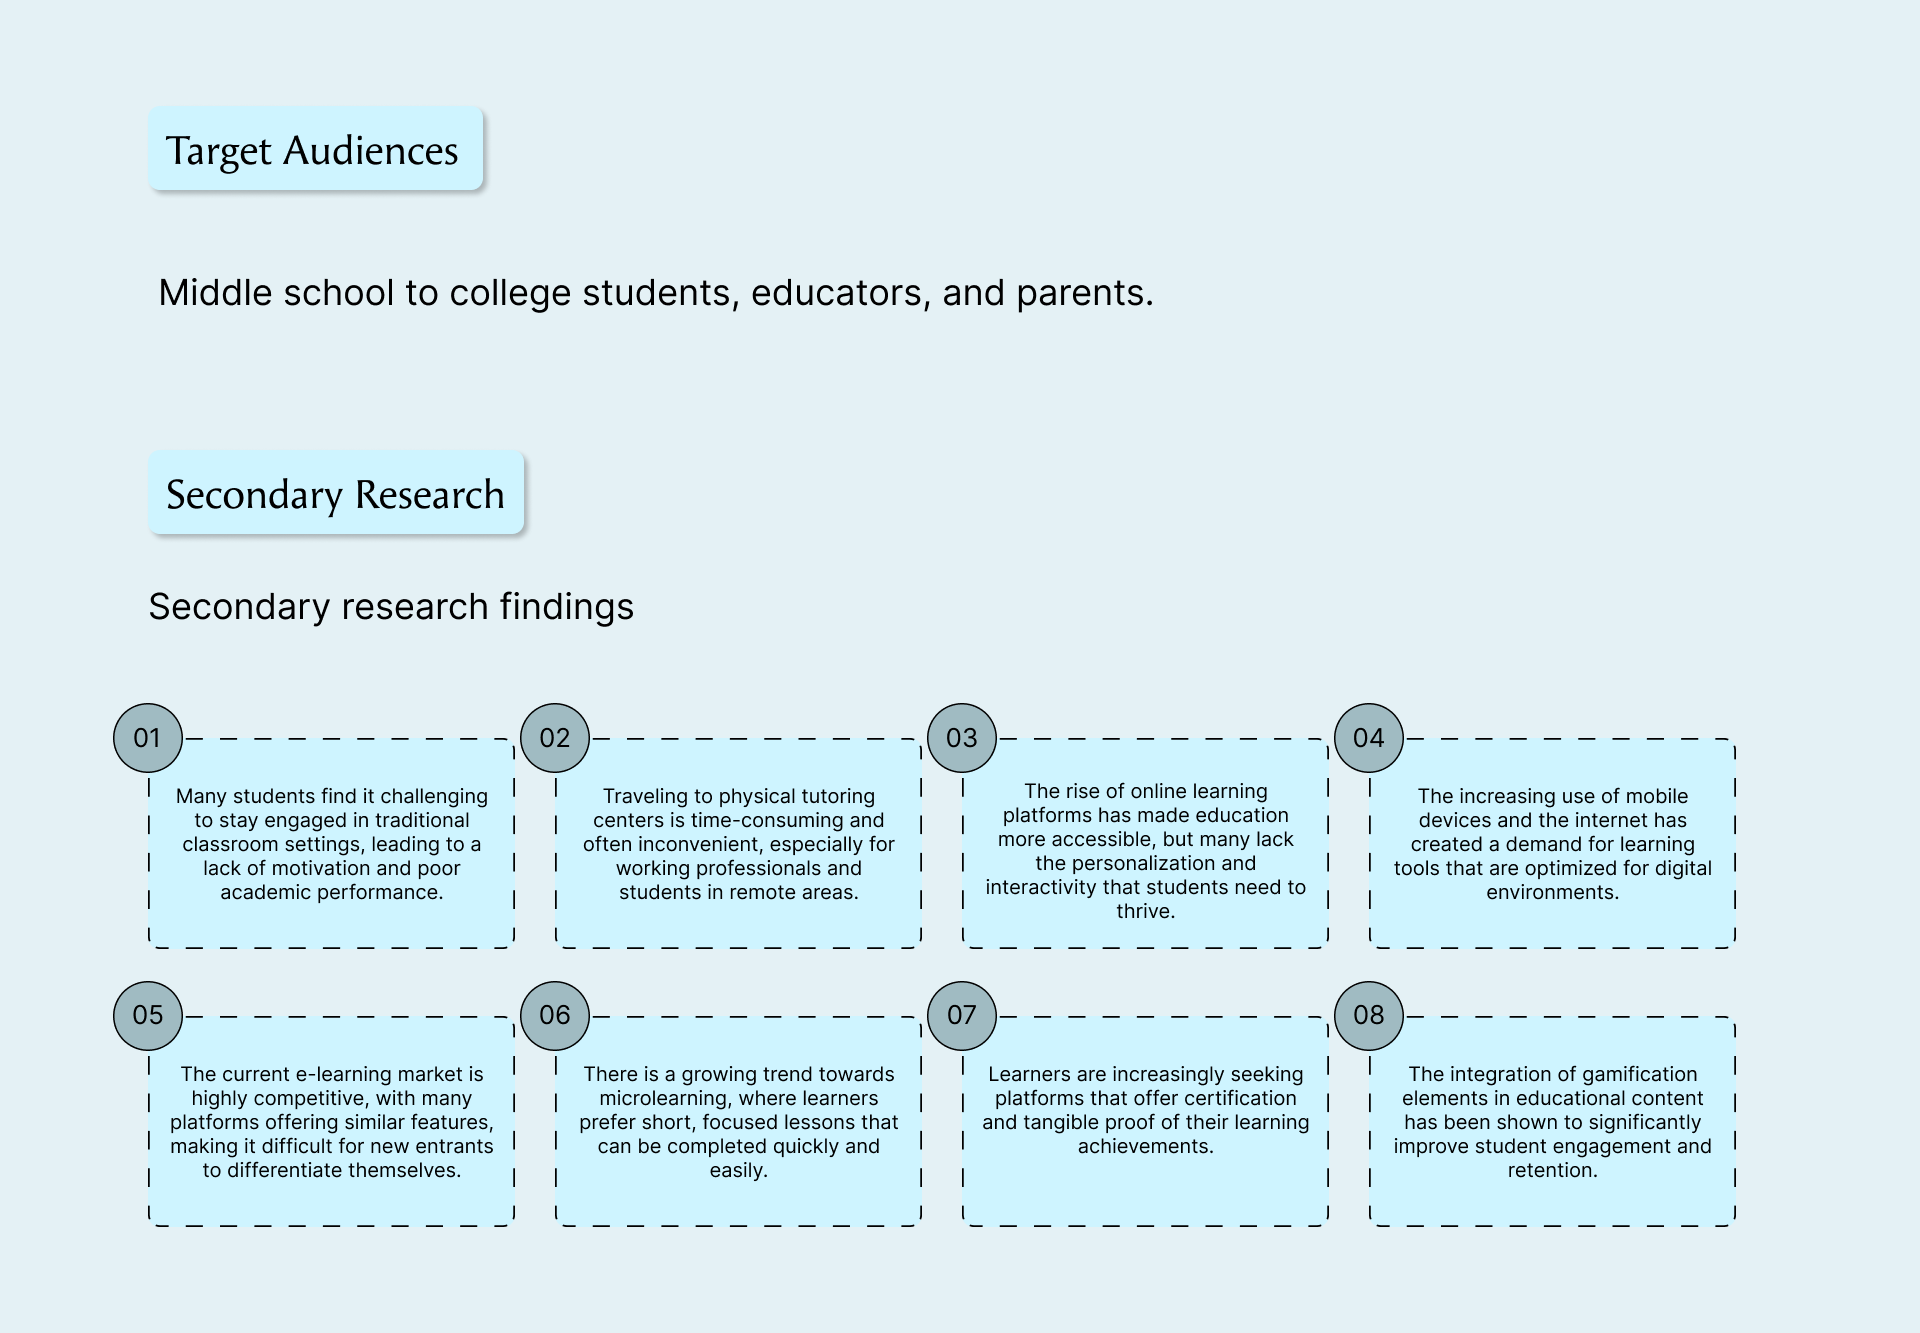 Target Audiences
Middle school to college students, educators, and parents.
Secondary Research
Secondary research findings
01
Many students find it challenging
to stay engaged in traditional
classroom settings, leading to a
lack of motivation and poor
academic performance.
02
Traveling to physical tutoring
centers is time-consuming and
often inconvenient, especially for
working professionals and
students in remote areas.
03
The rise of online learning
platforms has made education
more accessible, but many lack
the personalization and
interactivity that students need to
thrive.
04
The increasing use of mobile
devices and the internet has
created a demand for learning
tools that are optimized for digital
environments.
05
The current e-learning market is
highly competitive, with many
platforms offering similar features,
making it difficult for new entrants
to differentiate themselves.
06
There is a growing trend towards
microlearning, where learners
prefer short, focused lessons that
can be completed quickly and
easily.
07
Learners are increasingly seeking
platforms that offer certification
and tangible proof of their learning
achievements.
08
The integration of gamification
elements in educational content
has been shown to significantly
improve student engagement and
retention.